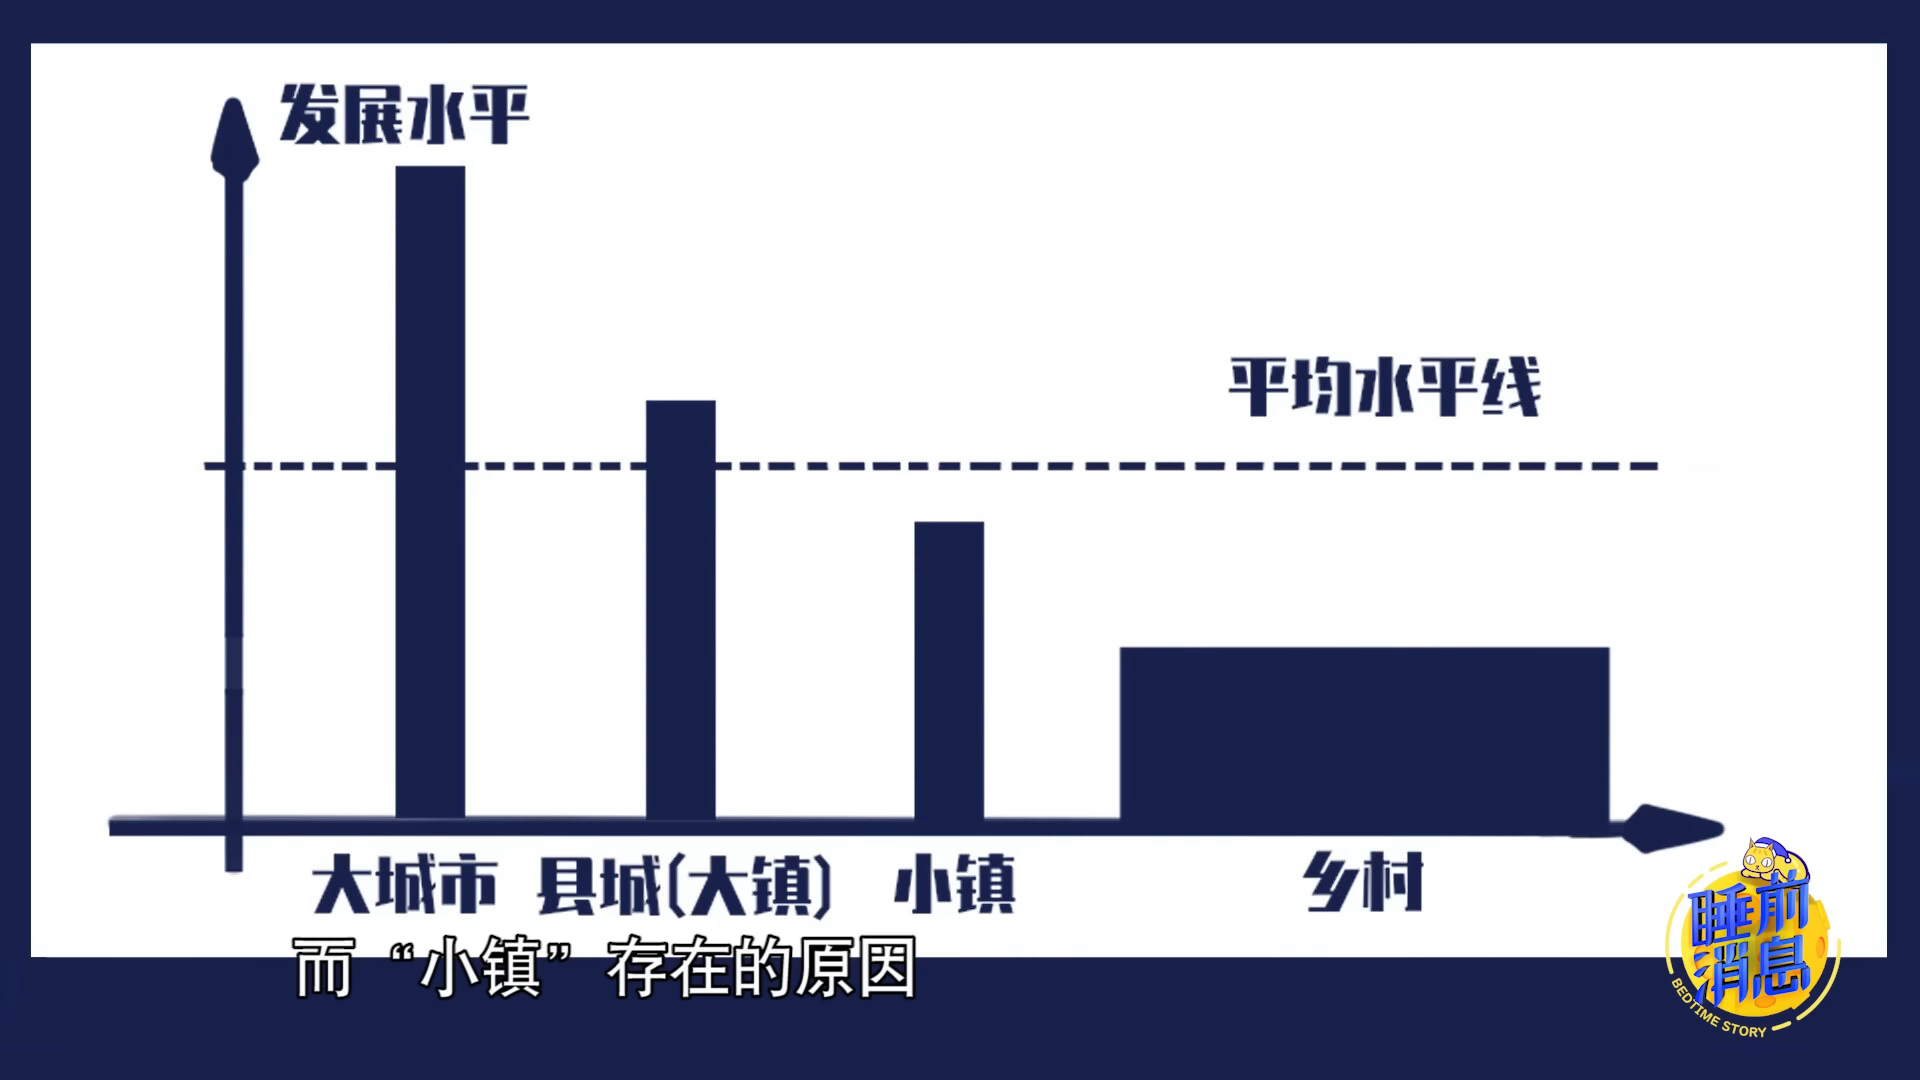 发展水平
平均水平线
大城市
县城(大镇)
小镇
乡村
而“小镇”存在的原因
睡前
消息
BEDTIME STORY